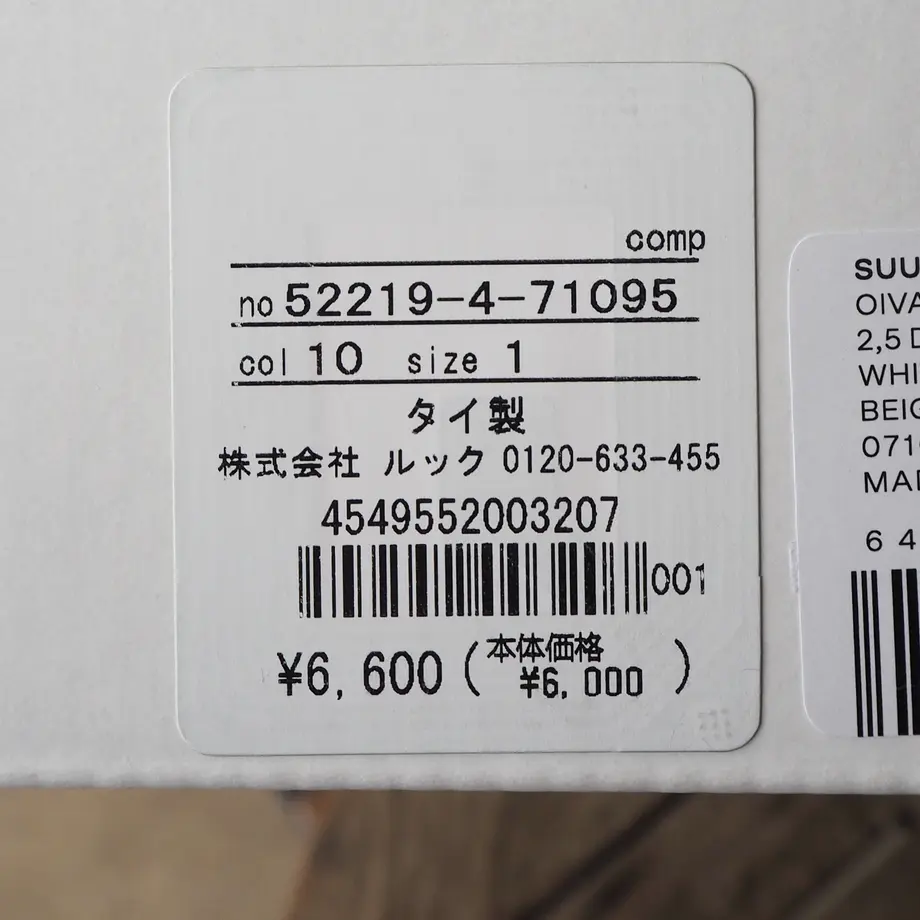 comp
no 52219-4-71095
col 10 size 1
タイ製
株式会社 ルック 0120-633-455
4549552003207
001
¥6,600 (本体価格 ¥6,000)
SUU
OIVA
2,5 D
WHI
BEIG
071
MAD
6 4